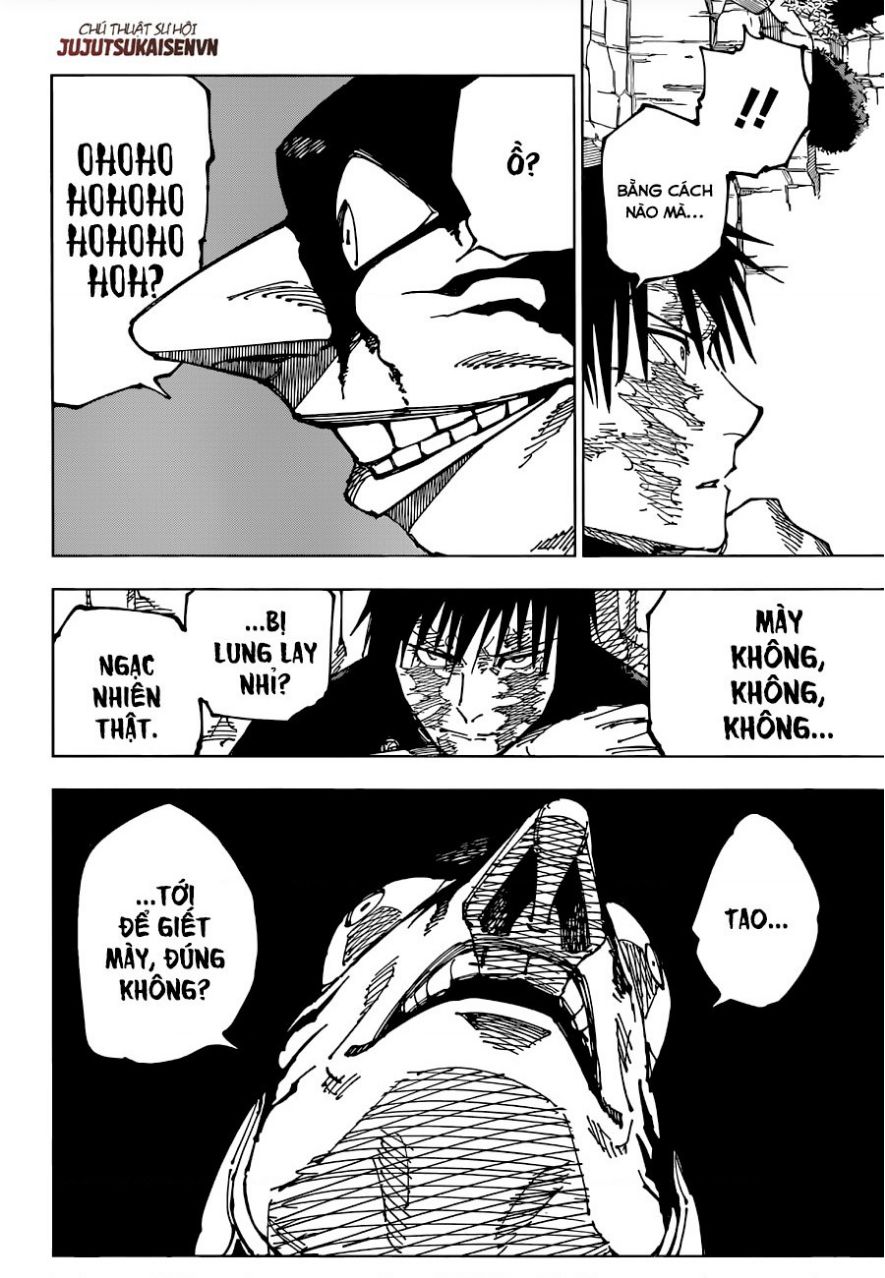 CHÚ THUẬT SƯ HỒI
JUJUTSUKAISENVN
!!
BẰNG CÁCH
NÀO MÀ...
Ồ?
OHOHO
HOHOHO
HOHOHO
HOH?
MÀY
KHÔNG,
KHÔNG,
KHÔNG...
...BỊ
LUNG LAY
NHỈ?
NGẠC
NHIÊN
THẬT.
TAO...
...TỚI
ĐỂ GIẾT
MÀY, ĐÚNG
KHÔNG?